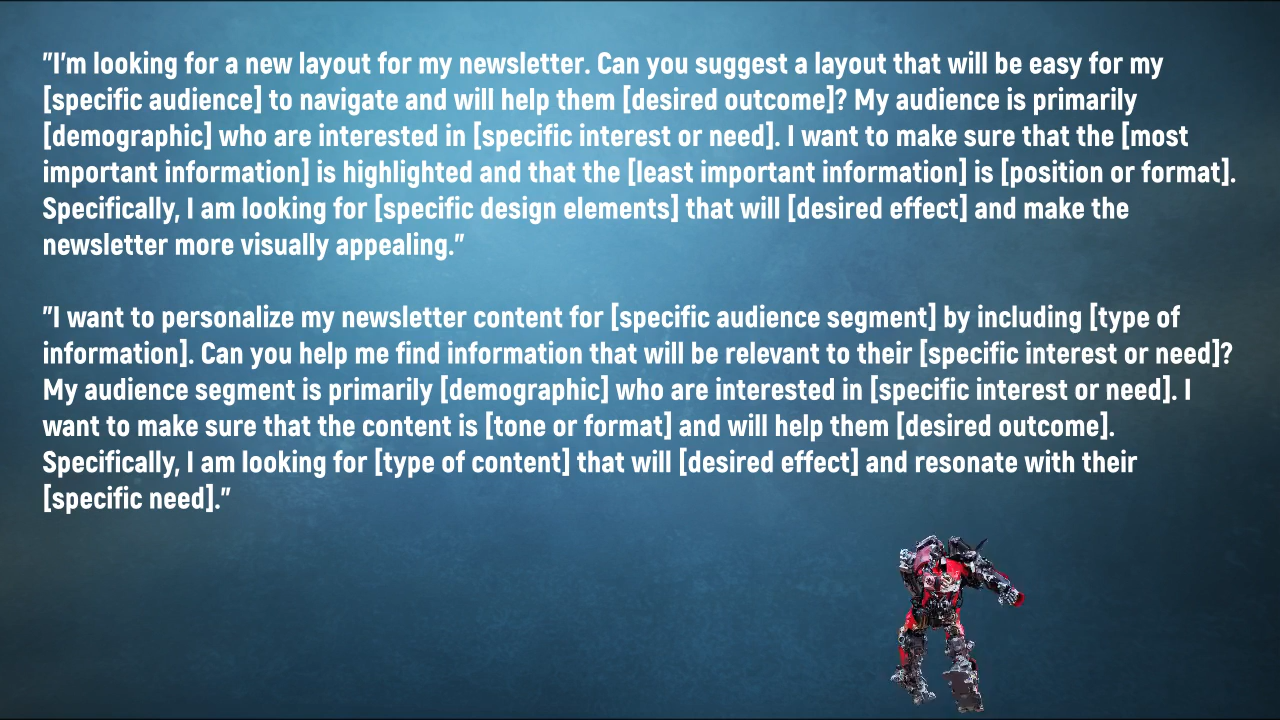 "I'm looking for a new layout for my newsletter. Can you suggest a layout that will be easy for my
[specific audience] to navigate and will help them [desired outcome]? My audience is primarily
[demographic] who are interested in [specific interest or need]. I want to make sure that the [most
important information] is highlighted and that the [least important information] is [position or format].
Specifically, I am looking for [specific design elements] that will [desired effect] and make the
newsletter more visually appealing."
"I want to personalize my newsletter content for [specific audience segment] by including [type of
information]. Can you help me find information that will be relevant to their [specific interest or need]?
My audience segment is primarily [demographic] who are interested in [specific interest or need]. I
want to make sure that the content is [tone or format] and will help them [desired outcome].
Specifically, I am looking for [type of content] that will [desired effect] and resonate with their
[specific need]."